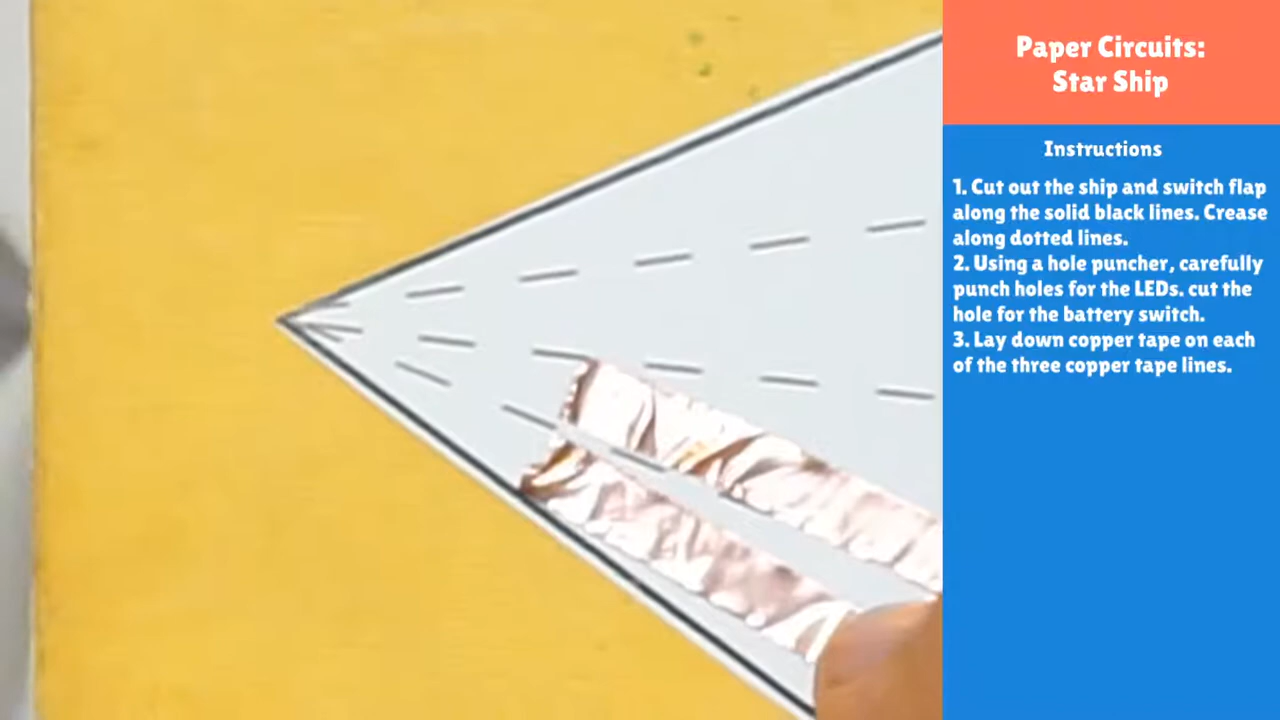 Paper Circuits:
Star Ship
Instructions
1. Cut out the ship and switch flap
along the solid black lines. Crease
along dotted lines.
2. Using a hole puncher, carefully
punch holes for the LEDs. cut the
hole for the battery switch.
3. Lay down copper tape on each
of the three copper tape lines.